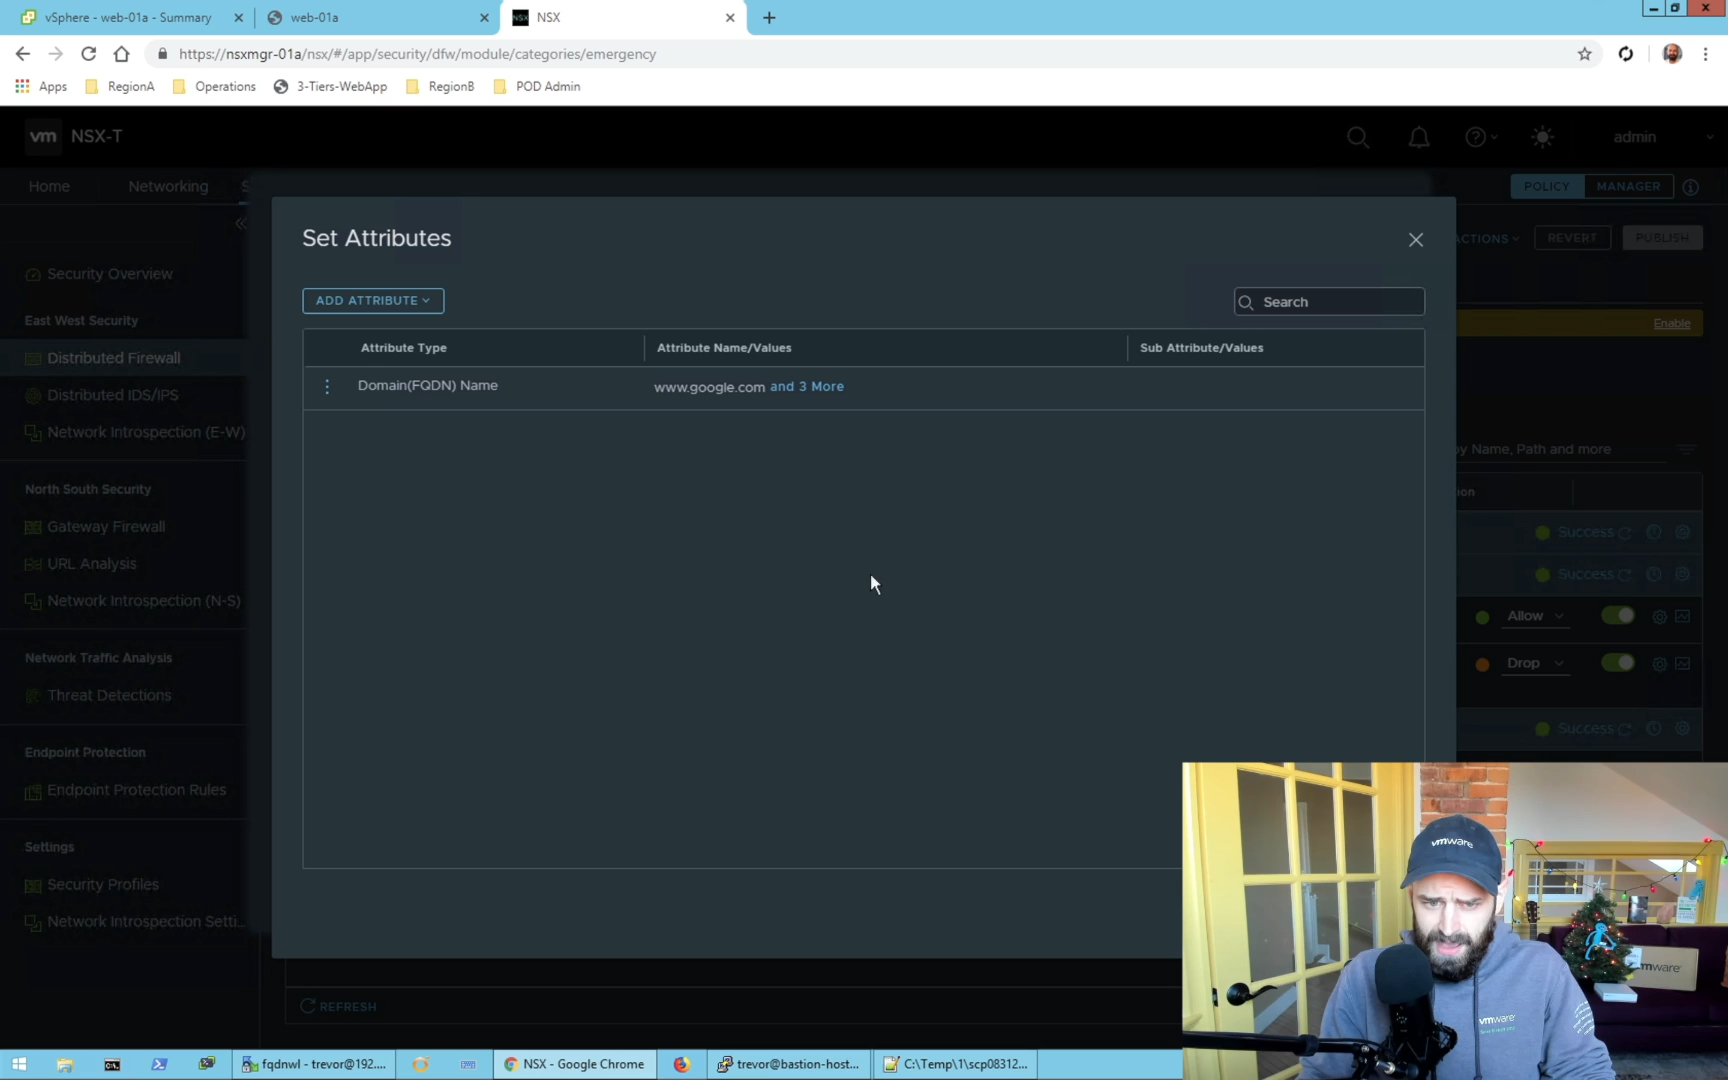 vSphere - web-01a - Summary
web-01a
NSX
https://nsxmgr-01a/nsx/#/app/security/dfw/module/categories/emergency
Apps
RegionA
Operations
3-Tiers-WebApp
RegionB
POD Admin
vm NSX-T
admin
Home
Networking
S
POLICY
MANAGER
Set Attributes
ACTIONS
REVERT
PUBLISH
Security Overview
ADD ATTRIBUTE
Search
East West Security
Enable
Attribute Type
Attribute Name/Values
Sub Attribute/Values
Distributed Firewall
Domain(FQDN) Name
www.google.com and 3 More
Distributed IDS/IPS
Network Introspection (E-W)
by Name, Path and more
North South Security
ion
Gateway Firewall
Success
URL Analysis
Success
Network Introspection (N-S)
Allow
Network Traffic Analysis
Drop
Threat Detections
Success
Endpoint Protection
Endpoint Protection Rules
Settings
Security Profiles
Network Introspection Setti...
REFRESH
vmware
mware
vmware
fqdnwl - trevor@192....
NSX - Google Chrome
trevor@bastion-host...
C:\Temp\1\scp08312...